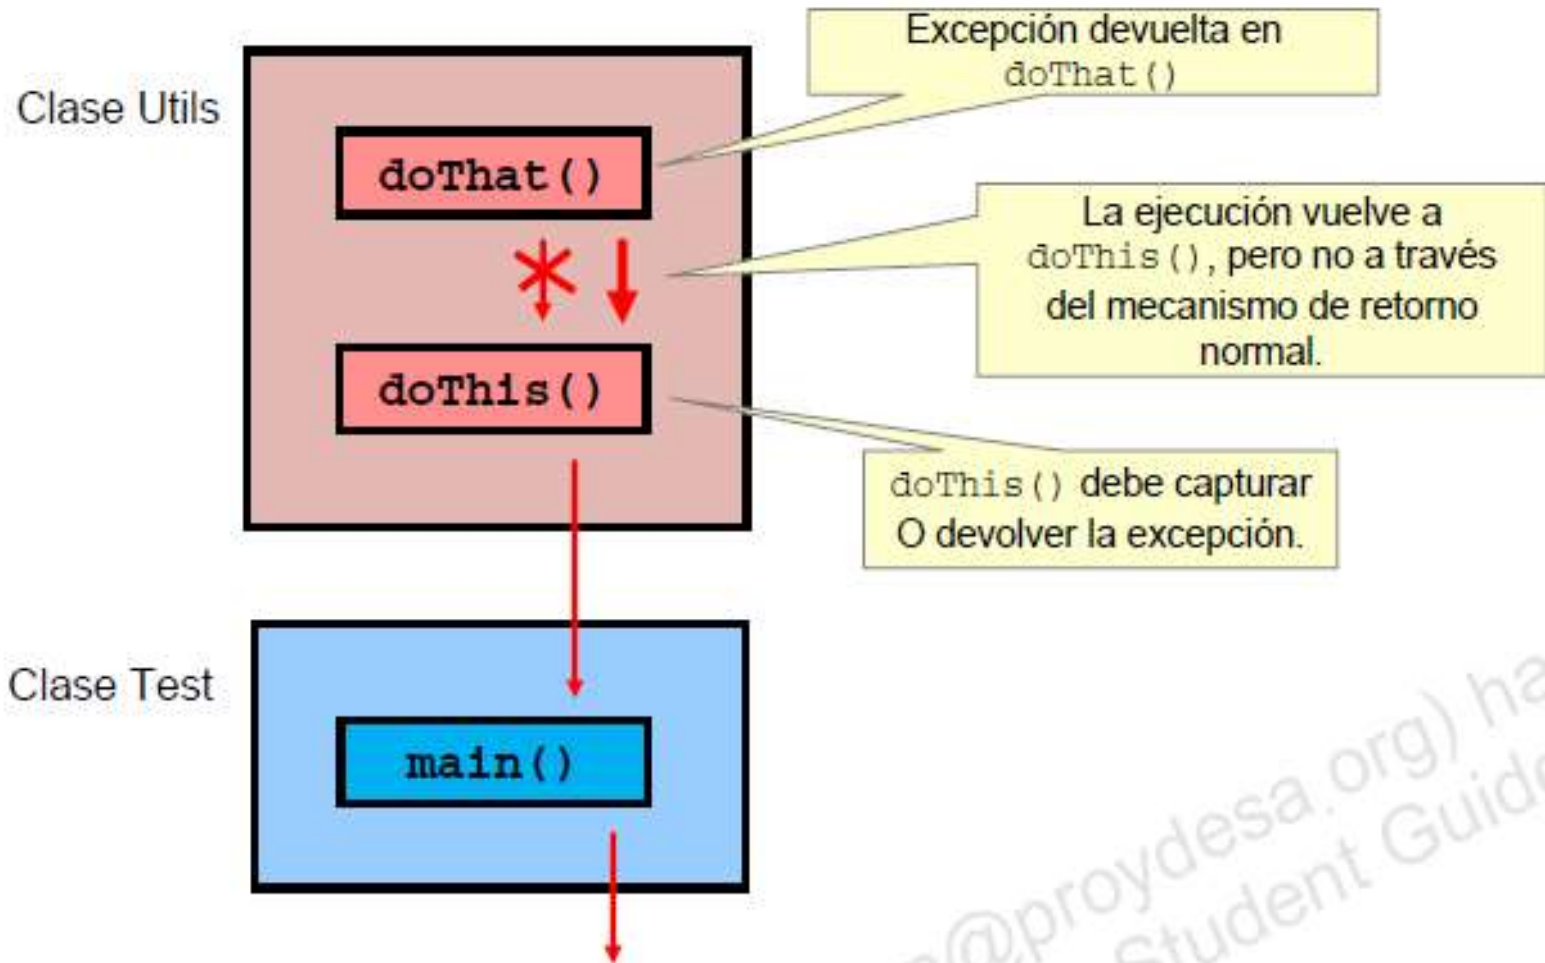 Excepción devuelta en
doThat()
Clase Utils
doThat()
La ejecución vuelve a
doThis(), pero no a través
del mecanismo de retorno
normal.
doThis()
doThis() debe capturar
O devolver la excepción.
Clase Test
main()
@proydesa.org) ha
Student Guide